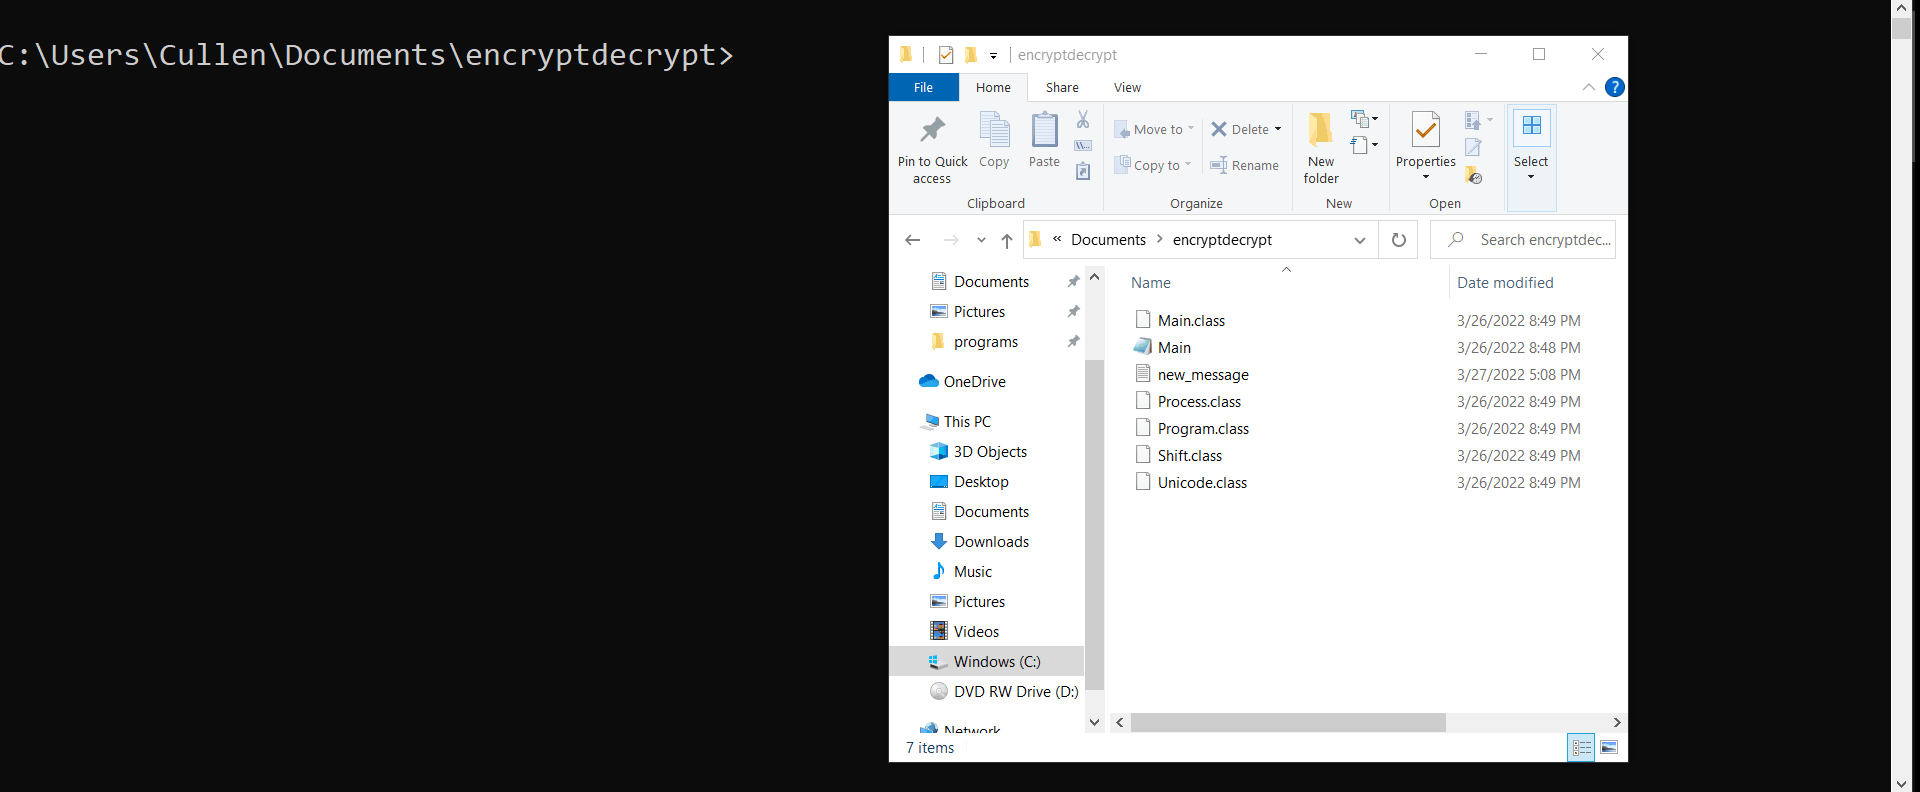 C:\Users\Cullen\Documents\encryptdecrypt>
encryptdecrypt
File Home Share View
?
Pin to Quick access
Copy
Paste
Clipboard
Move to
Copy to
Delete
Rename
Organize
New folder
New
Properties
Open
Select
« Documents > encryptdecrypt
Search encryptdec...
Documents
Pictures
programs
OneDrive
This PC
3D Objects
Desktop
Documents
Downloads
Music
Pictures
Videos
Windows (C:)
DVD RW Drive (D:)
Network
Name Date modified
Main.class 3/26/2022 8:49 PM
Main 3/26/2022 8:48 PM
new_message 3/27/2022 5:08 PM
Process.class 3/26/2022 8:49 PM
Program.class 3/26/2022 8:49 PM
Shift.class 3/26/2022 8:49 PM
Unicode.class 3/26/2022 8:49 PM
7 items